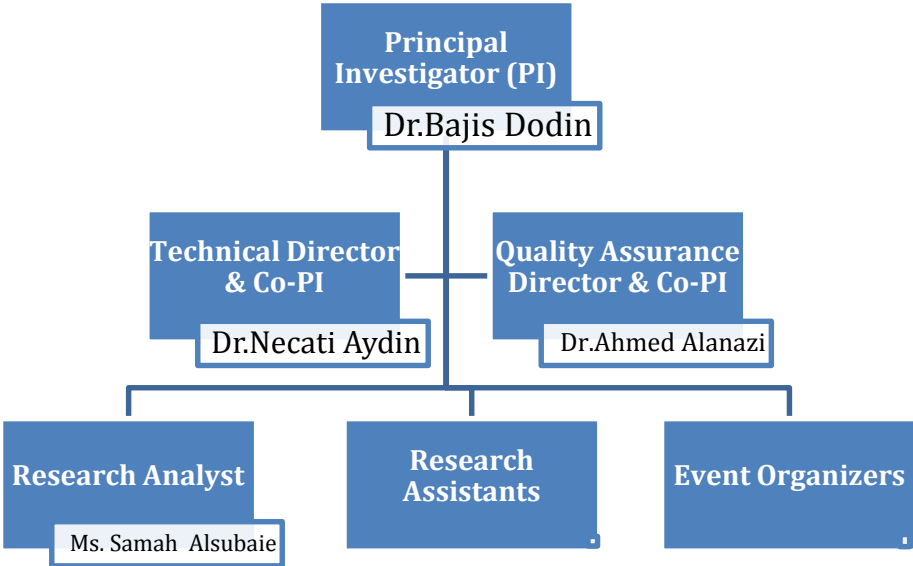 Principal
Investigator (PI)
Dr.Bajis Dodin
Technical Director
& Co-PI
Dr.Necati Aydin
Quality Assurance
Director & Co-PI
Dr.Ahmed Alanazi
Research Analyst
Ms. Samah Alsubaie
Research
Assistants
Event Organizers